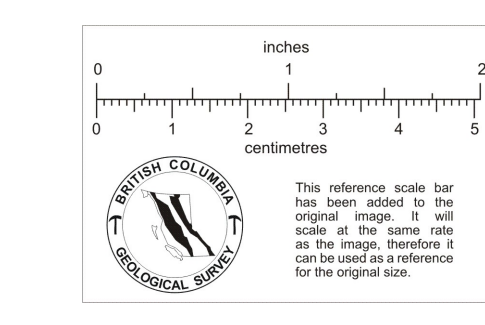 inches
0 1 2
0 1 2 3 4 5
centimetres
BRITISH COLUMBIA
GEOLOGICAL SURVEY
This reference scale bar
has been added to the
original image. It will
scale at the same rate
as the image, therefore it
can be used as a reference
for the original size.